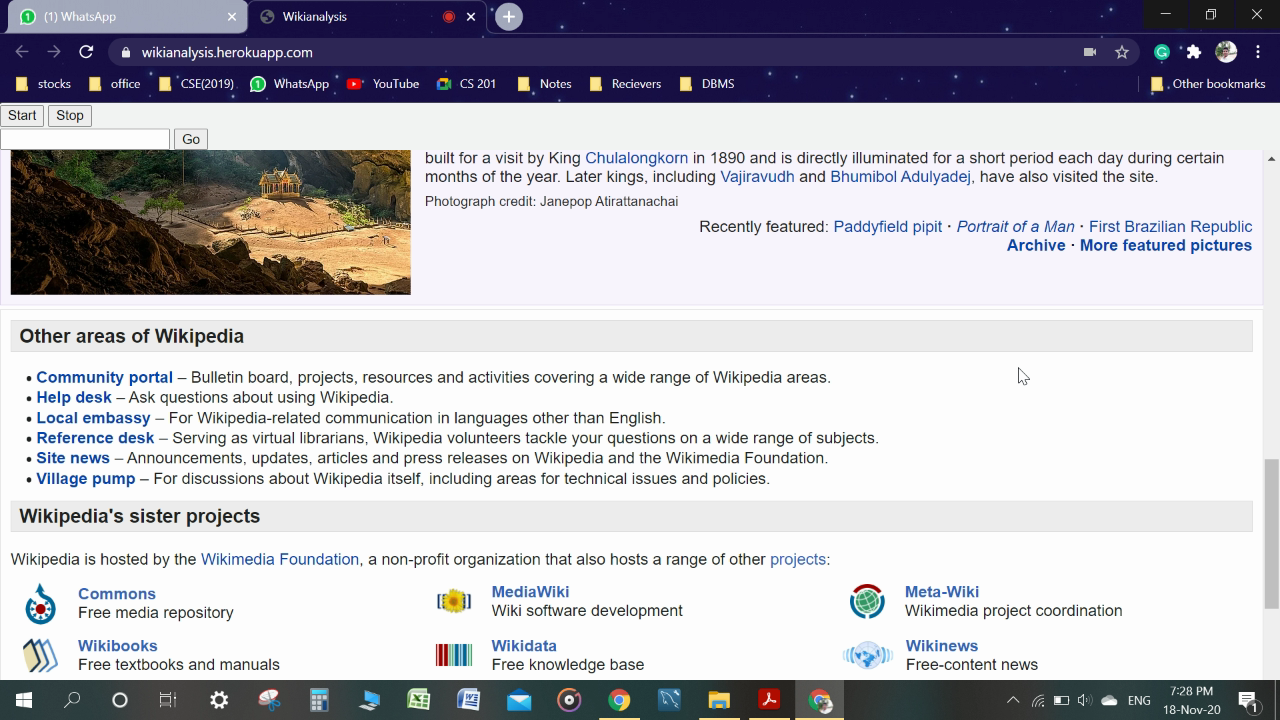 (1) WhatsApp
Wikianalysis
wikianalysis.herokuapp.com
stocks office CSE(2019) WhatsApp YouTube CS 201 Notes Recievers DBMS Other bookmarks
Start Stop
Go
built for a visit by King Chulalongkorn in 1890 and is directly illuminated for a short period each day during certain
months of the year. Later kings, including Vajiravudh and Bhumibol Adulyadej, have also visited the site.
Photograph credit: Janepop Atirattanachai
Recently featured: Paddyfield pipit · Portrait of a Man · First Brazilian Republic
Archive · More featured pictures
Other areas of Wikipedia
• Community portal – Bulletin board, projects, resources and activities covering a wide range of Wikipedia areas.
• Help desk – Ask questions about using Wikipedia.
• Local embassy – For Wikipedia-related communication in languages other than English.
• Reference desk – Serving as virtual librarians, Wikipedia volunteers tackle your questions on a wide range of subjects.
• Site news – Announcements, updates, articles and press releases on Wikipedia and the Wikimedia Foundation.
• Village pump – For discussions about Wikipedia itself, including areas for technical issues and policies.
Wikipedia's sister projects
Wikipedia is hosted by the Wikimedia Foundation, a non-profit organization that also hosts a range of other projects:
Commons MediaWiki Meta-Wiki
Free media repository Wiki software development Wikimedia project coordination
Wikibooks Wikidata Wikinews
Free textbooks and manuals Free knowledge base Free-content news
ENG
7:28 PM
18-Nov-20